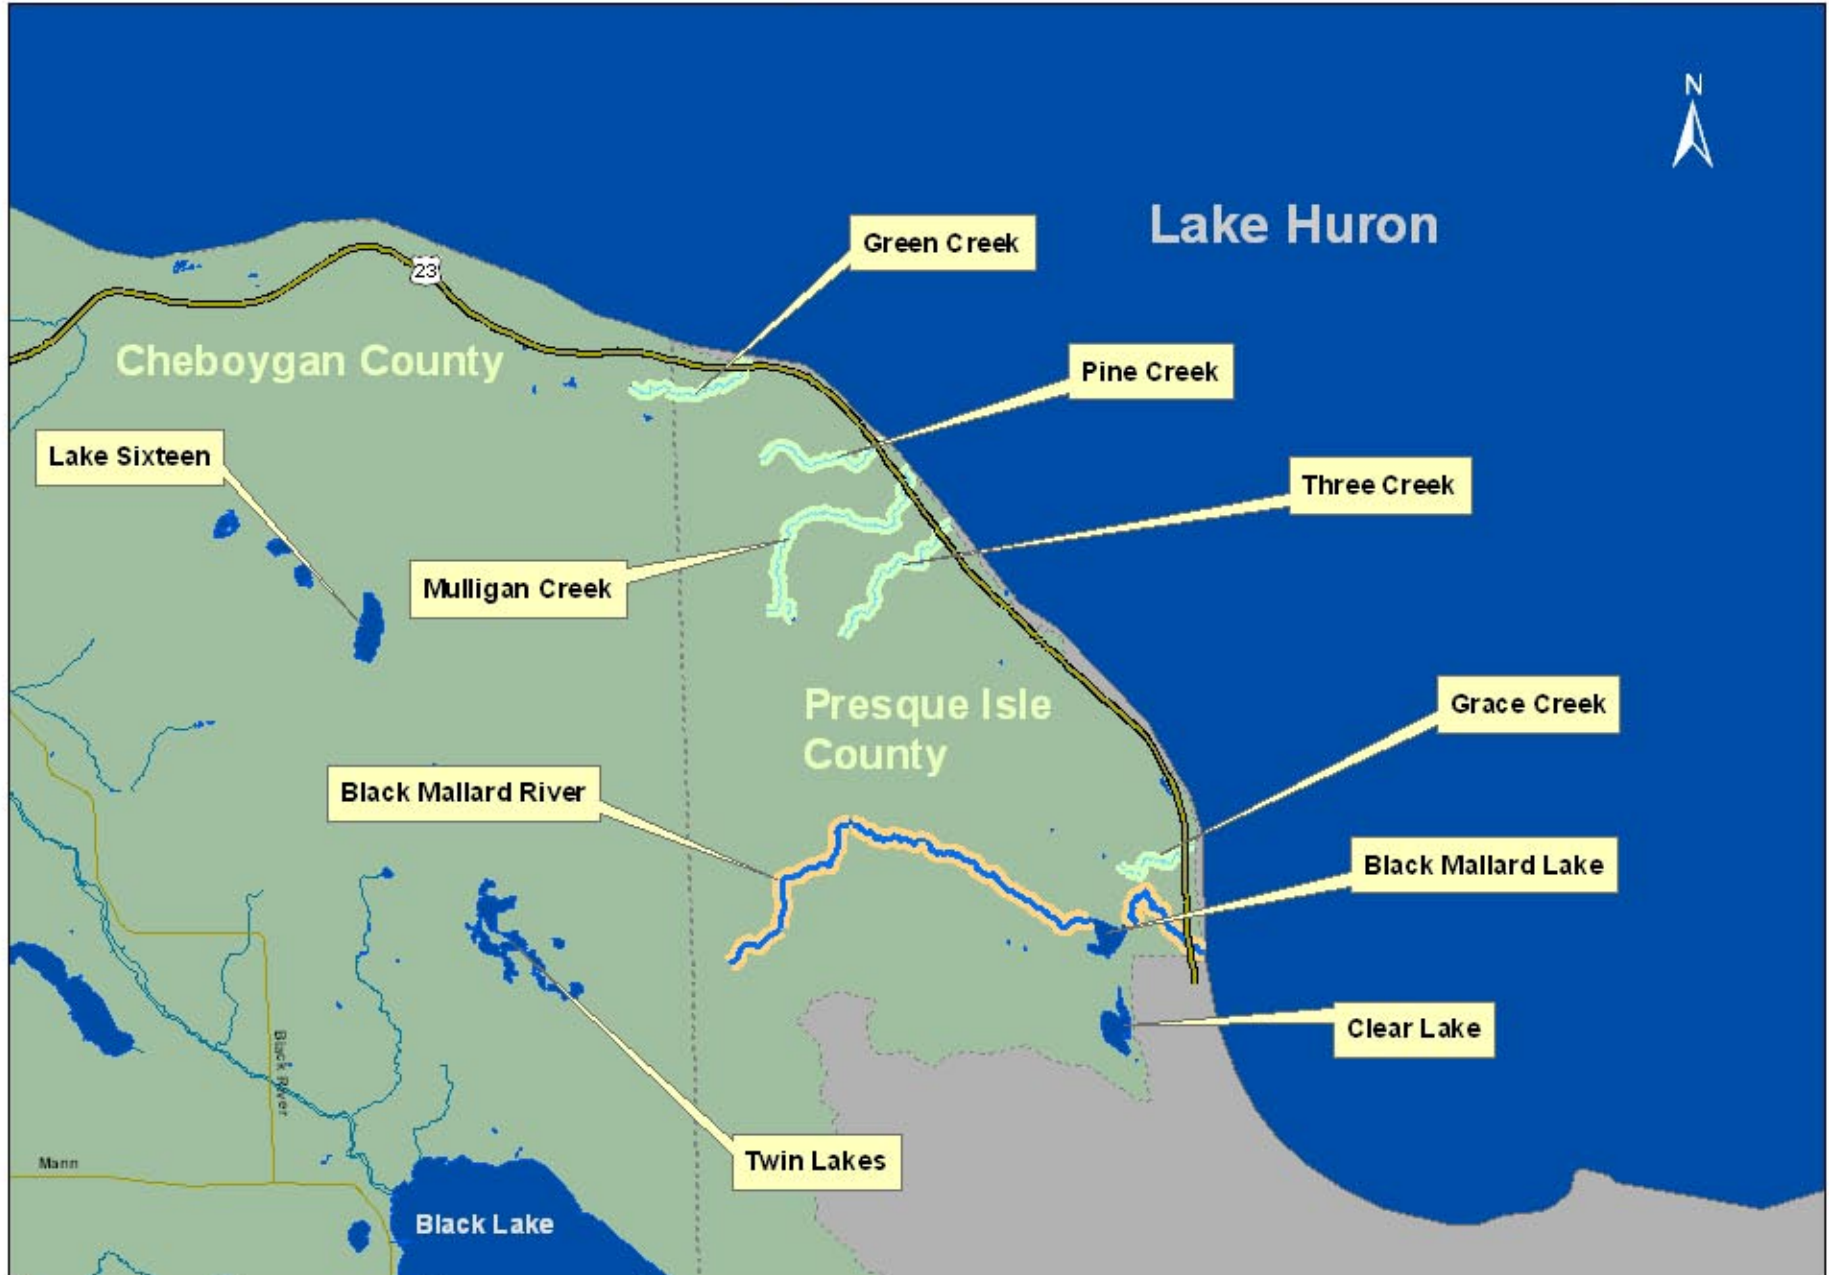 N
Lake Huron
Green Creek
23
Cheboygan County
Pine Creek
Lake Sixteen
Three Creek
Mulligan Creek
Presque Isle
County
Grace Creek
Black Mallard River
Black Mallard Lake
Clear Lake
Black River
Twin Lakes
Mann
Black Lake